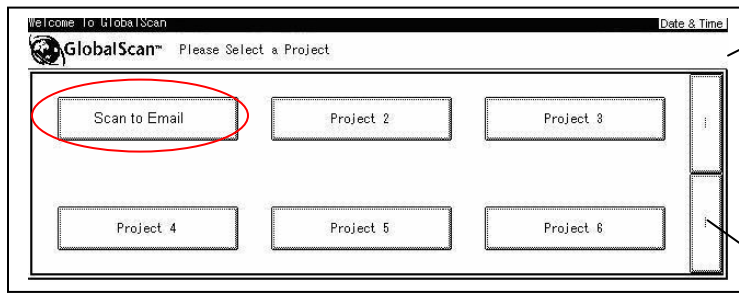 Welcome To GlobalScan Date & Time
GlobalScan™ Please Select a Project
Scan to Email Project 2 Project 3
Project 4 Project 5 Project 6